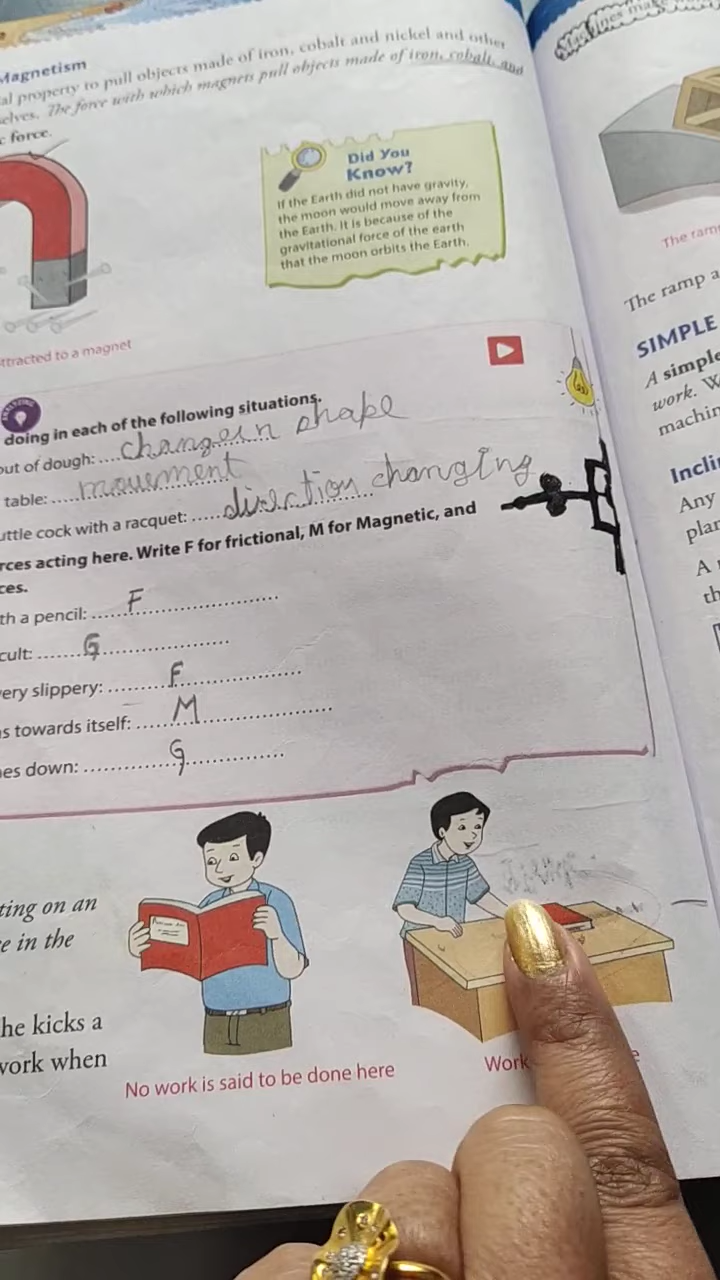 Magnetism
al property to pull objects made of iron, cobalt and nickel and other
elves. The force with which magnets pull objects made of iron, cobalt, and
c force.
Did You
Know?
If the Earth did not have gravity,
the moon would move away from
the Earth. It is because of the
gravitational force of the earth
that the moon orbits the Earth.
ttracted to a magnet
doing in each of the following situations.
out of dough: changes in shape
table: movement
uttle cock with a racquet: direction changing
rces acting here. Write F for frictional, M for Magnetic, and
ces.
th a pencil: F
cult: G
ery slippery: F
s towards itself: M
es down: G
ting on an
e in the
he kicks a
work when
No work is said to be done here
Work
e
The ram
The ramp a
SIMPLE
A simple
work. W
machin
Incli
Any
plan
A
th